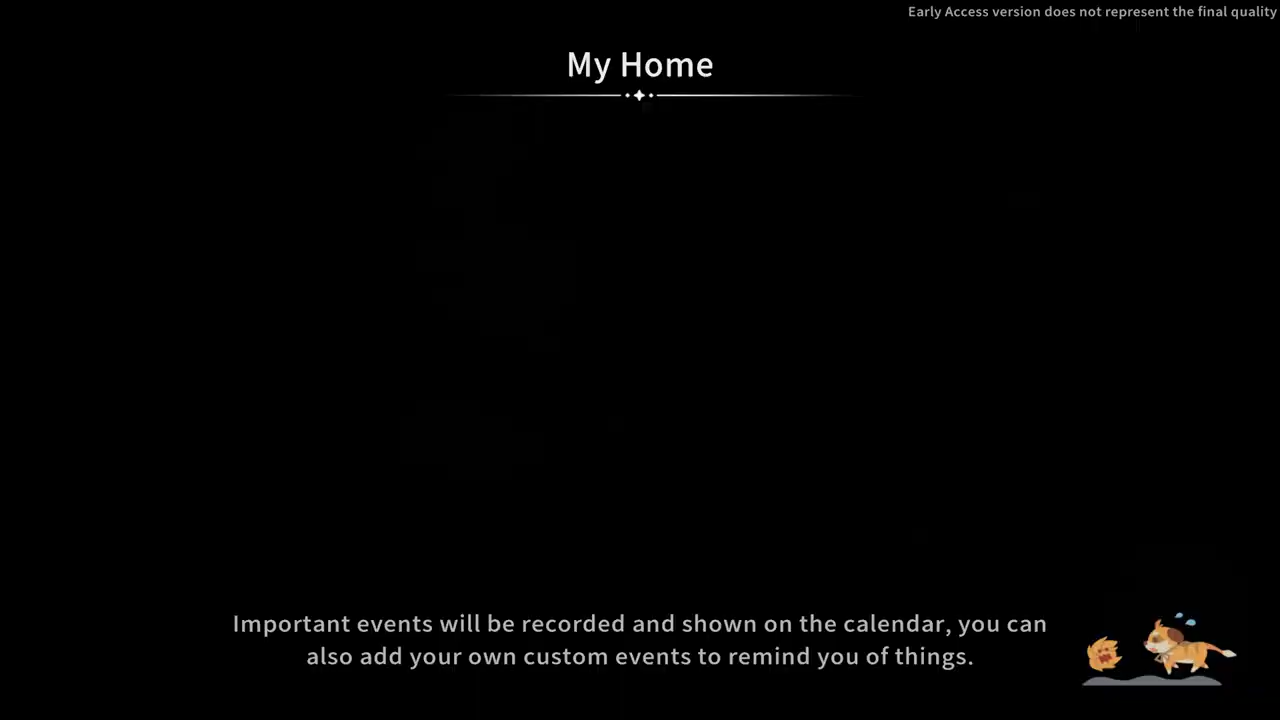 Early Access version does not represent the final quality
My Home
Important events will be recorded and shown on the calendar, you can
also add your own custom events to remind you of things.